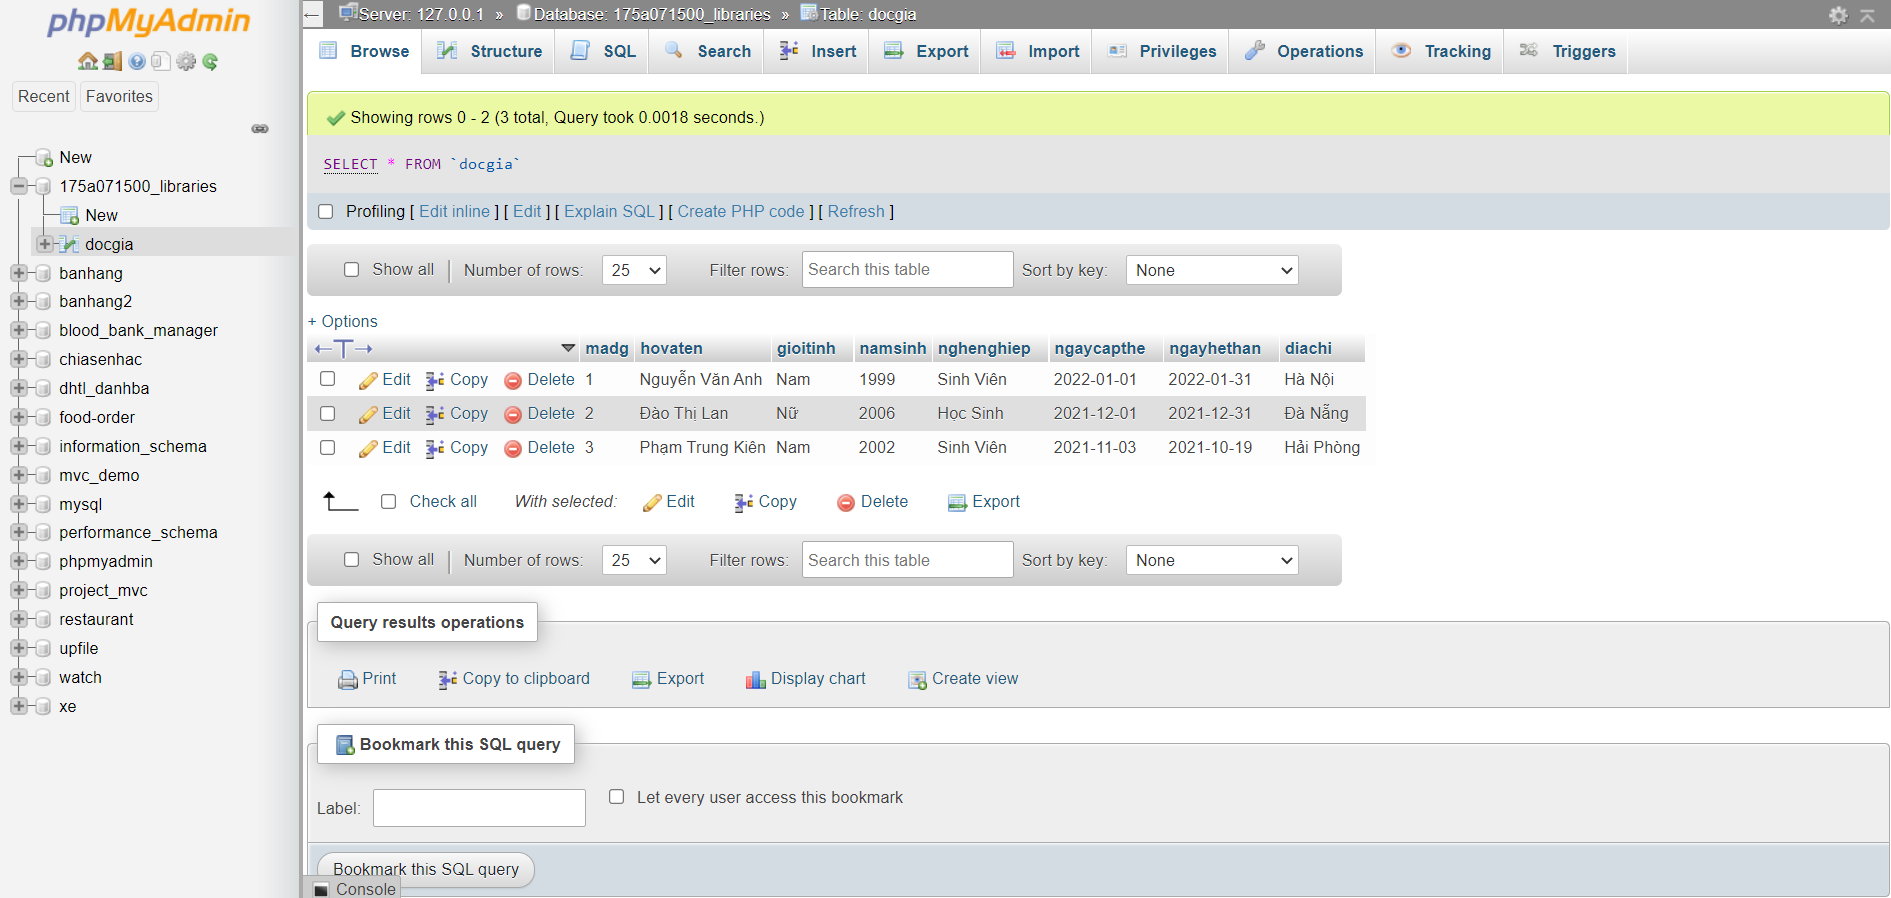 phpMyAdmin
Recent Favorites
New
175a071500_libraries
New
docgia
banhang
banhang2
blood_bank_manager
chiasenhac
dhtl_danhba
food-order
information_schema
mvc_demo
mysql
performance_schema
phpmyadmin
project_mvc
restaurant
upfile
watch
xe
Server: 127.0.0.1 » Database: 175a071500_libraries » Table: docgia
Browse Structure SQL Search Insert Export Import Privileges Operations Tracking Triggers
Showing rows 0 - 2 (3 total, Query took 0.0018 seconds.)
SELECT * FROM `docgia`
Profiling [ Edit inline ] [ Edit ] [ Explain SQL ] [ Create PHP code ] [ Refresh ]
Show all Number of rows: 25 Filter rows: Search this table Sort by key: None
+ Options
madg hovaten gioitinh namsinh nghenghiep ngaycapthe ngayhethan diachi
Edit Copy Delete 1 Nguyễn Văn Anh Nam 1999 Sinh Viên 2022-01-01 2022-01-31 Hà Nội
Edit Copy Delete 2 Đào Thị Lan Nữ 2006 Học Sinh 2021-12-01 2021-12-31 Đà Nẵng
Edit Copy Delete 3 Phạm Trung Kiên Nam 2002 Sinh Viên 2021-11-03 2021-10-19 Hải Phòng
Check all With selected: Edit Copy Delete Export
Show all Number of rows: 25 Filter rows: Search this table Sort by key: None
Query results operations
Print Copy to clipboard Export Display chart Create view
Bookmark this SQL query
Label: Let every user access this bookmark
Bookmark this SQL query
Console